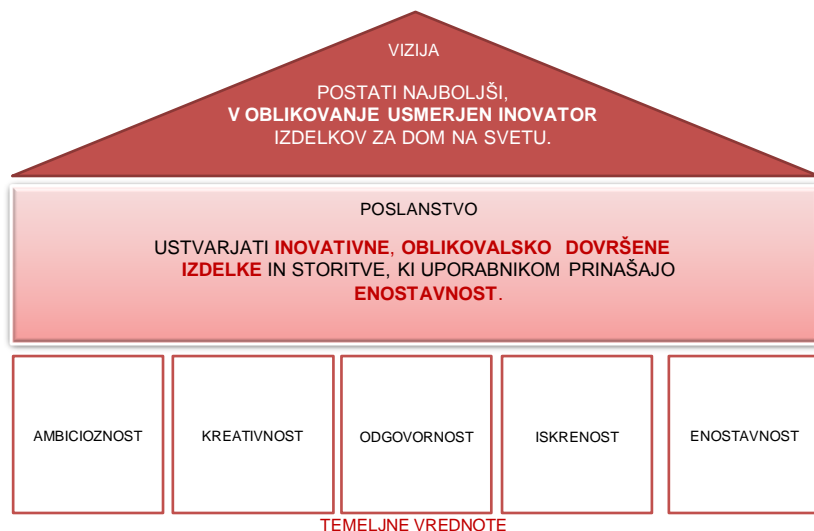 VIZIJA
POSTATI NAJBOLJŠI,
V OBLIKOVANJE USMERJEN INOVATOR
IZDELKOV ZA DOM NA SVETU.
POSLANSTVO
USTVARJATI INOVATIVNE, OBLIKOVALSKO DOVRŠENE
IZDELKE IN STORITVE, KI UPORABNIKOM PRINAŠAJO
ENOSTAVNOST.
AMBICIOZNOST
KREATIVNOST
ODGOVORNOST
ISKRENOST
ENOSTAVNOST
TEMELJNE VREDNOTE